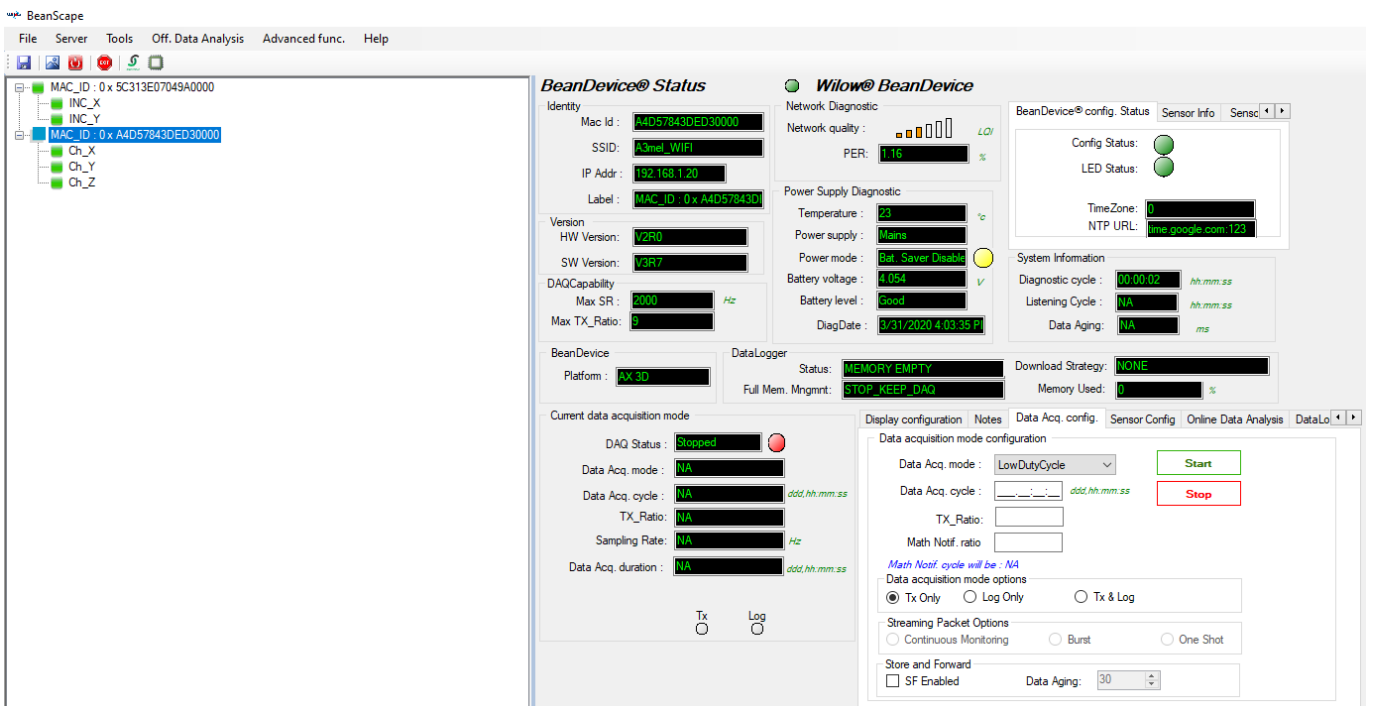 BeanScape
File Server Tools Off. Data Analysis Advanced func. Help
MAC_ID : 0 x 5C313E07049A0000
INC_X
INC_Y
MAC_ID : 0 x A4D57843DED30000
Ch_X
Ch_Y
Ch_Z
BeanDevice® Status
Wilow® BeanDevice
Identity
Mac Id : A4D57843DED30000
SSID: A3mel_WIFI
IP Addr : 192.168.1.20
Label : MAC_ID : 0 x A4D57843DI
Version
HW Version: V2R0
SW Version: V3R7
DAQCapability
Max SR : 2000 Hz
Max TX_Ratio: 9
Network Diagnostic
Network quality : LQI
PER: 1.16 %
Power Supply Diagnostic
Temperature : 23 °c
Power supply : Mains
Power mode : Bat. Saver Disable
Battery voltage : 4.054 V
Battery level : Good
DiagDate : 3/31/2020 4:03:35 P
BeanDevice® config. Status Sensor Info Sensc
Config Status:
LED Status:
TimeZone: 0
NTP URL: time.google.com:123
System Information
Diagnostic cycle : 00:00:02 hh:mm:ss
Listening Cycle : NA hh:mm:ss
Data Aging: NA ms
BeanDevice
Platform : AX 3D
DataLogger
Status: MEMORY EMPTY
Full Mem. Mngmnt: STOP_KEEP_DAQ
Download Strategy: NONE
Memory Used: 0 %
Current data acquisition mode
DAQ Status : Stopped
Data Acq. mode : NA
Data Acq. cycle : NA ddd,hh:mm:ss
TX_Ratio: NA
Sampling Rate: NA Hz
Data Acq. duration : NA ddd,hh:mm:ss
Tx Log
Display configuration Notes Data Acq. config. Sensor Config Online Data Analysis DataLo
Data acquisition mode configuration
Data Acq. mode : LowDutyCycle Start
Data Acq. cycle : ___.__:__:__ ddd,hh:mm:ss Stop
TX_Ratio:
Math Notif. ratio
Math Notif. cycle will be : NA
Data acquisition mode options
Tx Only Log Only Tx & Log
Streaming Packet Options
Continuous Monitoring Burst One Shot
Store and Forward
SF Enabled Data Aging: 30